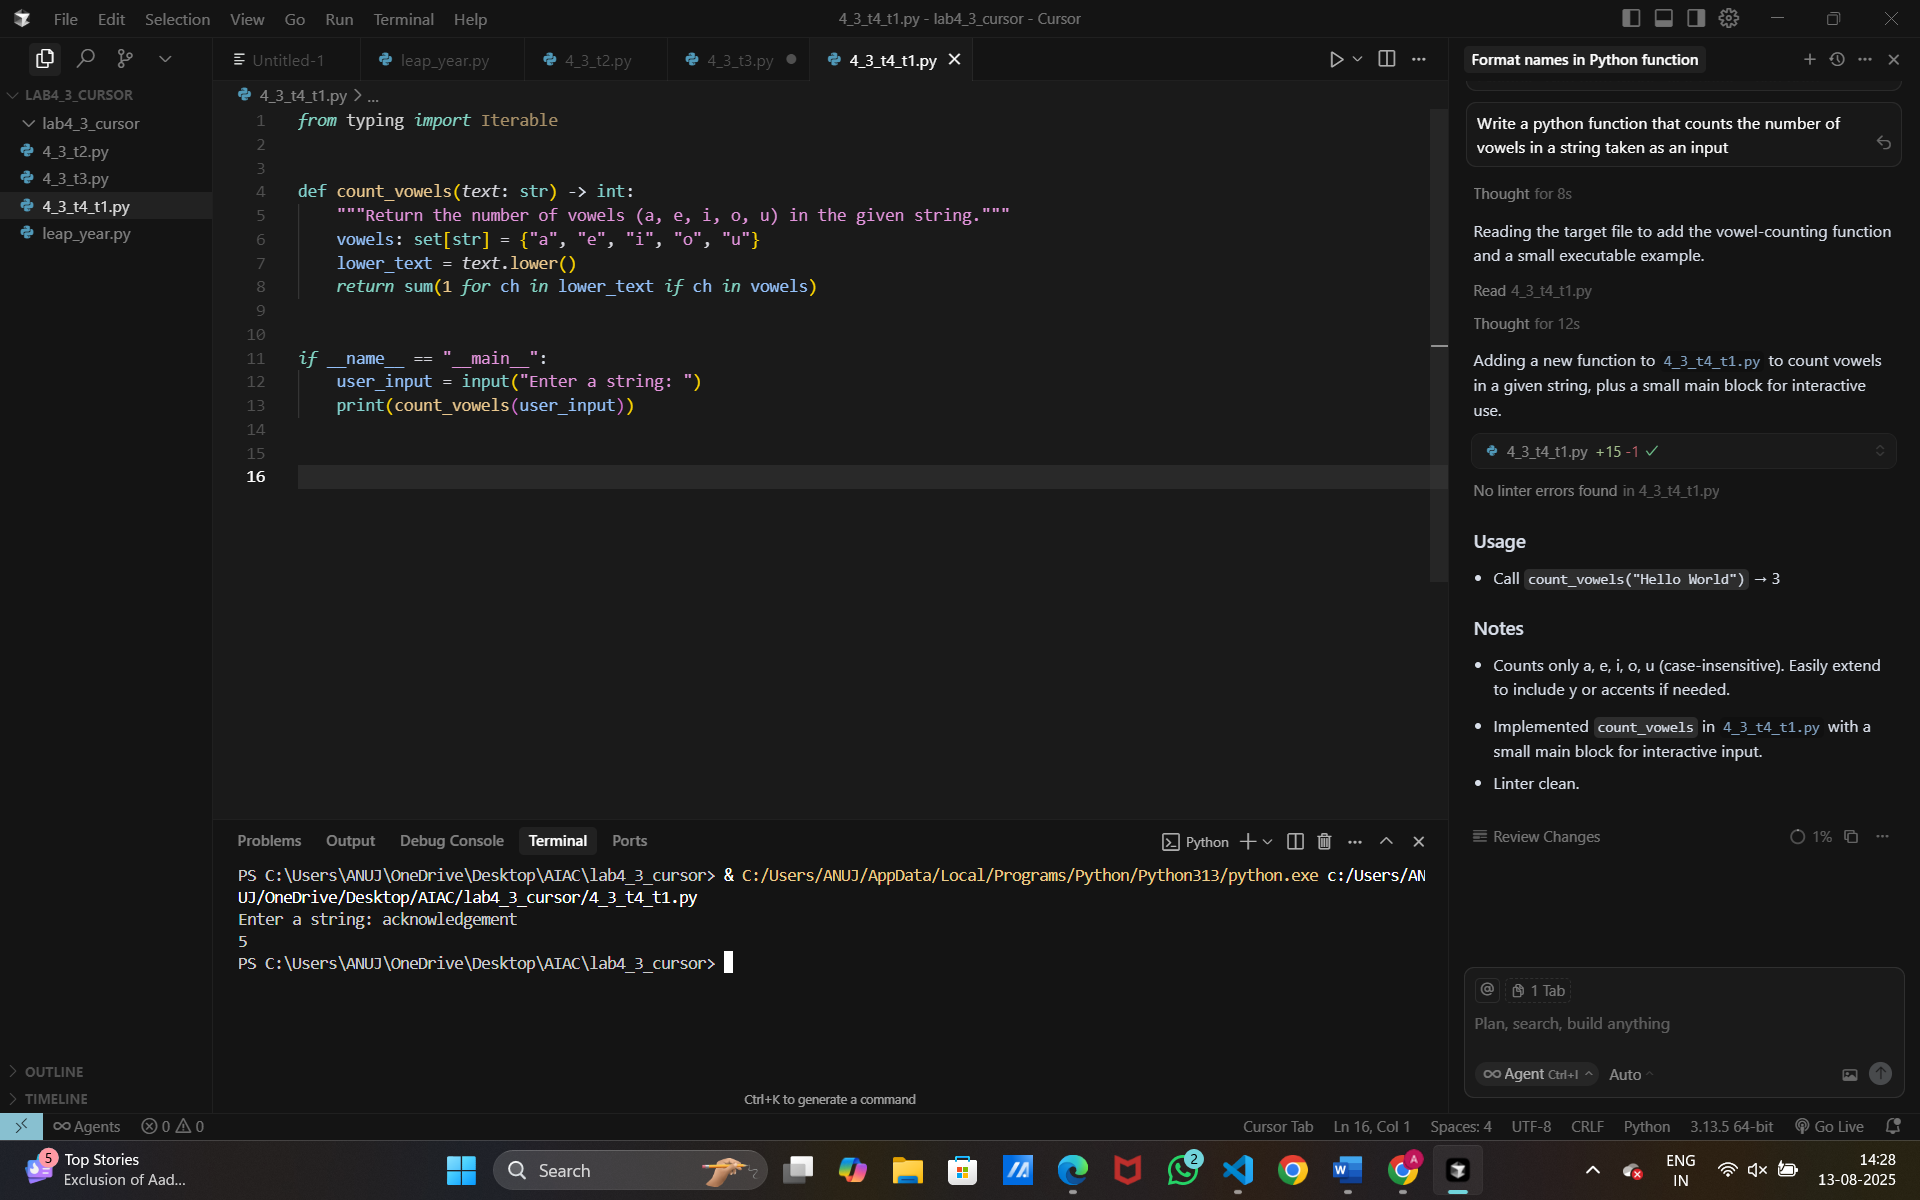 File Edit Selection View Go Run Terminal Help
4_3_t4_t1.py - lab4_3_cursor - Cursor
Untitled-1
leap_year.py
4_3_t2.py
4_3_t3.py
4_3_t4_t1.py
Format names in Python function
LAB4_3_CURSOR
lab4_3_cursor
4_3_t2.py
4_3_t3.py
4_3_t4_t1.py
leap_year.py
4_3_t4_t1.py > ...
1 from typing import Iterable
2
3
4 def count_vowels(text: str) -> int:
5 """Return the number of vowels (a, e, i, o, u) in the given string."""
6 vowels: set[str] = {"a", "e", "i", "o", "u"}
7 lower_text = text.lower()
8 return sum(1 for ch in lower_text if ch in vowels)
9
10
11 if __name__ == "__main__":
12 user_input = input("Enter a string: ")
13 print(count_vowels(user_input))
14
15
16
Problems Output Debug Console Terminal Ports
Python
PS C:\Users\ANUJ\OneDrive\Desktop\AIAC\lab4_3_cursor> & C:/Users/ANUJ/AppData/Local/Programs/Python/Python313/python.exe c:/Users/AN
UJ/OneDrive/Desktop/AIAC/lab4_3_cursor/4_3_t4_t1.py
Enter a string: acknowledgement
5
PS C:\Users\ANUJ\OneDrive\Desktop\AIAC\lab4_3_cursor>
Ctrl+K to generate a command
Write a python function that counts the number of
vowels in a string taken as an input
Thought for 8s
Reading the target file to add the vowel-counting function
and a small executable example.
Read 4_3_t4_t1.py
Thought for 12s
Adding a new function to 4_3_t4_t1.py to count vowels
in a given string, plus a small main block for interactive
use.
4_3_t4_t1.py +15 -1
No linter errors found in 4_3_t4_t1.py
Usage
• Call count_vowels("Hello World") → 3
Notes
• Counts only a, e, i, o, u (case-insensitive). Easily extend
to include y or accents if needed.
• Implemented count_vowels in 4_3_t4_t1.py with a
small main block for interactive input.
• Linter clean.
Review Changes
1%
@ 1 Tab
Plan, search, build anything
Agent Ctrl+I
Auto
OUTLINE
TIMELINE
Agents
0 0
Cursor Tab
Ln 16, Col 1
Spaces: 4
UTF-8
CRLF
Python
3.13.5 64-bit
Go Live
5
Top Stories
Exclusion of Aad...
Search
2
A
ENG
IN
14:28
13-08-2025